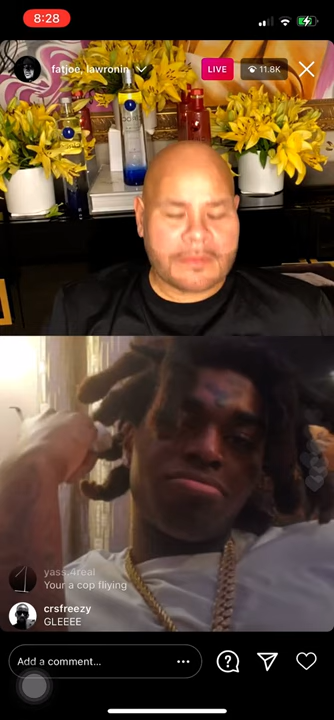 8:28
fatjoe, lawronin
LIVE
11.8K
yass.4real
Your a cop fliying
crsfreezy
GLEEEE
Add a comment...